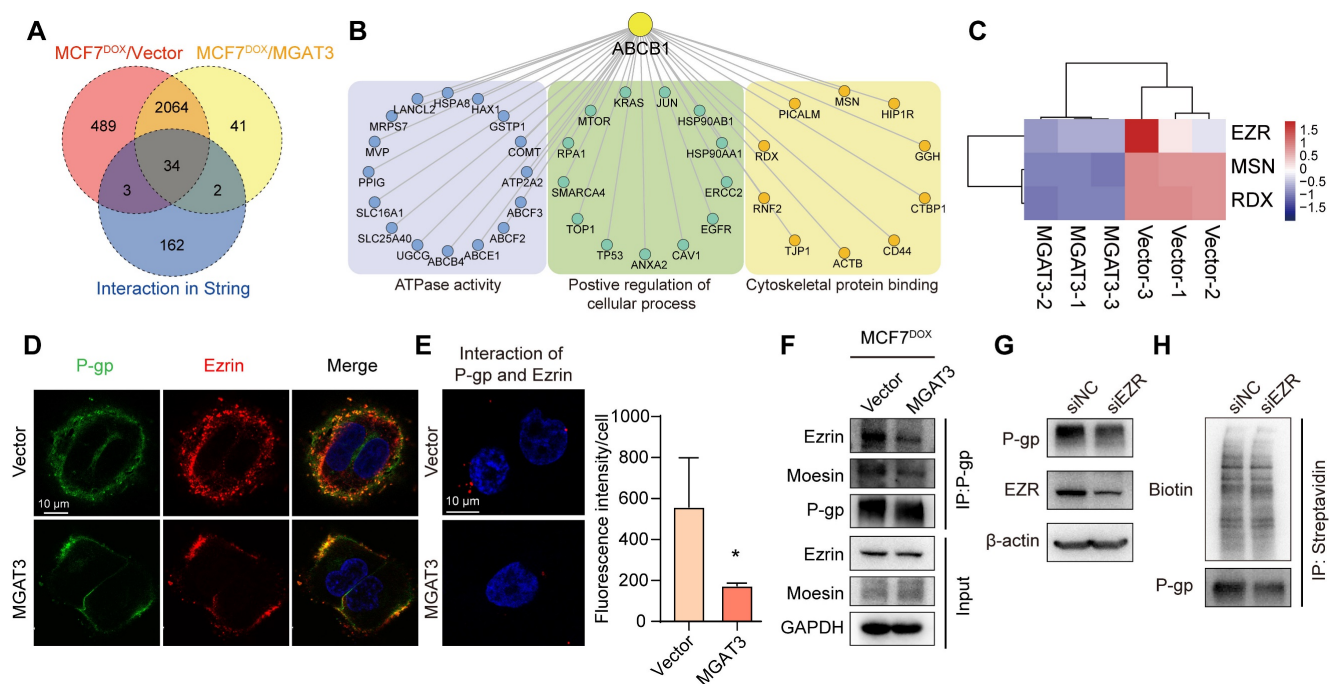 A
MCF7ᴰᴼˣ/Vector
MCF7ᴰᴼˣ/MGAT3
489
2064
41
34
3
2
162
Interaction in String
B
ABCB1
HSPA8
LANCL2
HAX1
MRPS7
GSTP1
MVP
COMT
PPIG
ATP2A2
SLC16A1
ABCF3
SLC25A40
ABCF2
UGCG
ABCE1
ABCB4
ATPase activity
KRAS
JUN
MTOR
HSP90AB1
RPA1
HSP90AA1
SMARCA4
ERCC2
TOP1
EGFR
TP53
CAV1
ANXA2
Postive regulation of
cellular process
MSN
PICALM
HIP1R
RDX
GGH
RNF2
CTBP1
TJP1
CD44
ACTB
Cytoskeletal protein binding
C
EZR
MSN
RDX
1.5
1
0.5
0
−0.5
−1
−1.5
MGAT3-2
MGAT3-1
MGAT3-3
Vector-3
Vector-1
Vector-2
D
P-gp
Ezrin
Merge
Vector
10 µm
MGAT3
E
Interaction of
P-gp and Ezrin
Vector
10 µm
MGAT3
Fluorescence intensity/cell
1000
800
600
400
200
0
*
Vector
MGAT3
F
MCF7ᴰᴼˣ
Vector
MGAT3
Ezrin
Moesin
P-gp
IP:P-gp
Ezrin
Moesin
GAPDH
Input
G
siNC
siEZR
P-gp
EZR
β-actin
H
siNC
siEZR
Biotin
P-gp
IP: Streptavidin